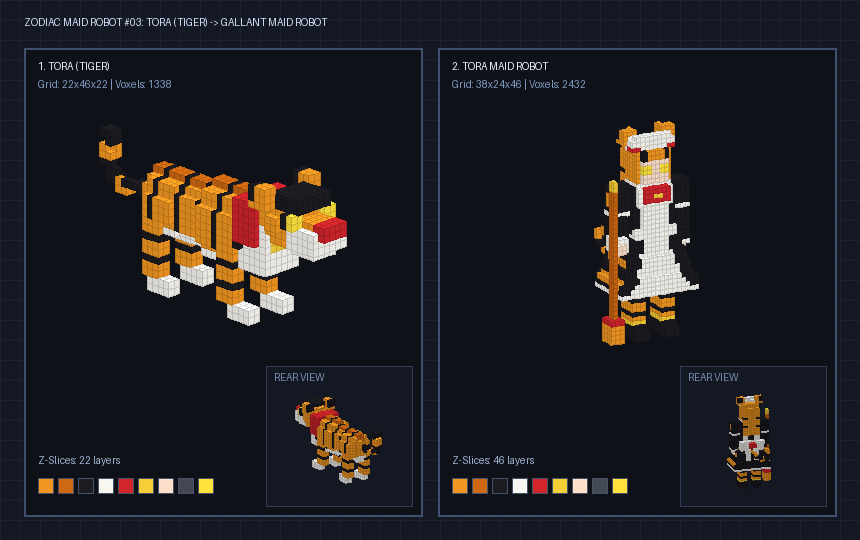 ZODIAC MAID ROBOT #03: TORA (TIGER) -> GALLANT MAID ROBOT
1. TORA (TIGER)
Grid: 22x46x22 | Voxels: 1338
REAR VIEW
Z-Slices: 22 layers
2. TORA MAID ROBOT
Grid: 38x24x46 | Voxels: 2432
REAR VIEW
Z-Slices: 46 layers